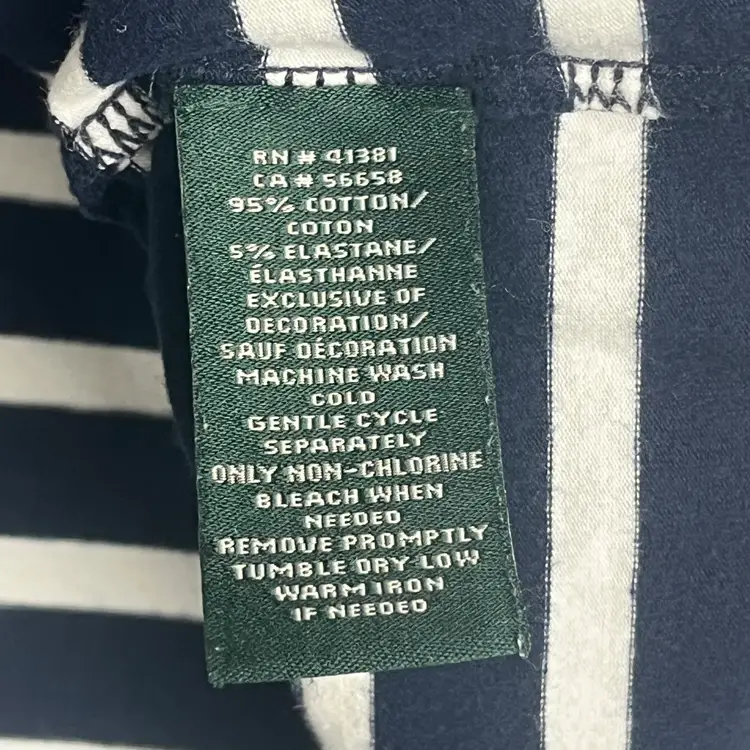 RN # 41381
CA # 56658
95% COTTON/
COTON
5% ELASTANE/
ÉLASTHANNE
EXCLUSIVE OF
DECORATION/
SAUF DÉCORATION
MACHINE WASH
COLD
GENTLE CYCLE
SEPARATELY
ONLY NON-CHLORINE
BLEACH WHEN
NEEDED
REMOVE PROMPTLY
TUMBLE DRY LOW
WARM IRON
IF NEEDED